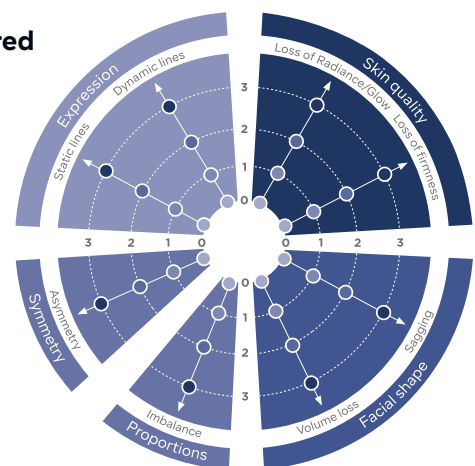 red
Expression
Dynamic lines
Static lines
Skin quality
Loss of Radiance/Glow
Loss of firmness
3
2
1
0
3
2
1
0
0
1
2
3
0
1
2
3
Symmetry
Asymmetry
Proportions
Imbalance
Facial shape
Volume loss
Sagging